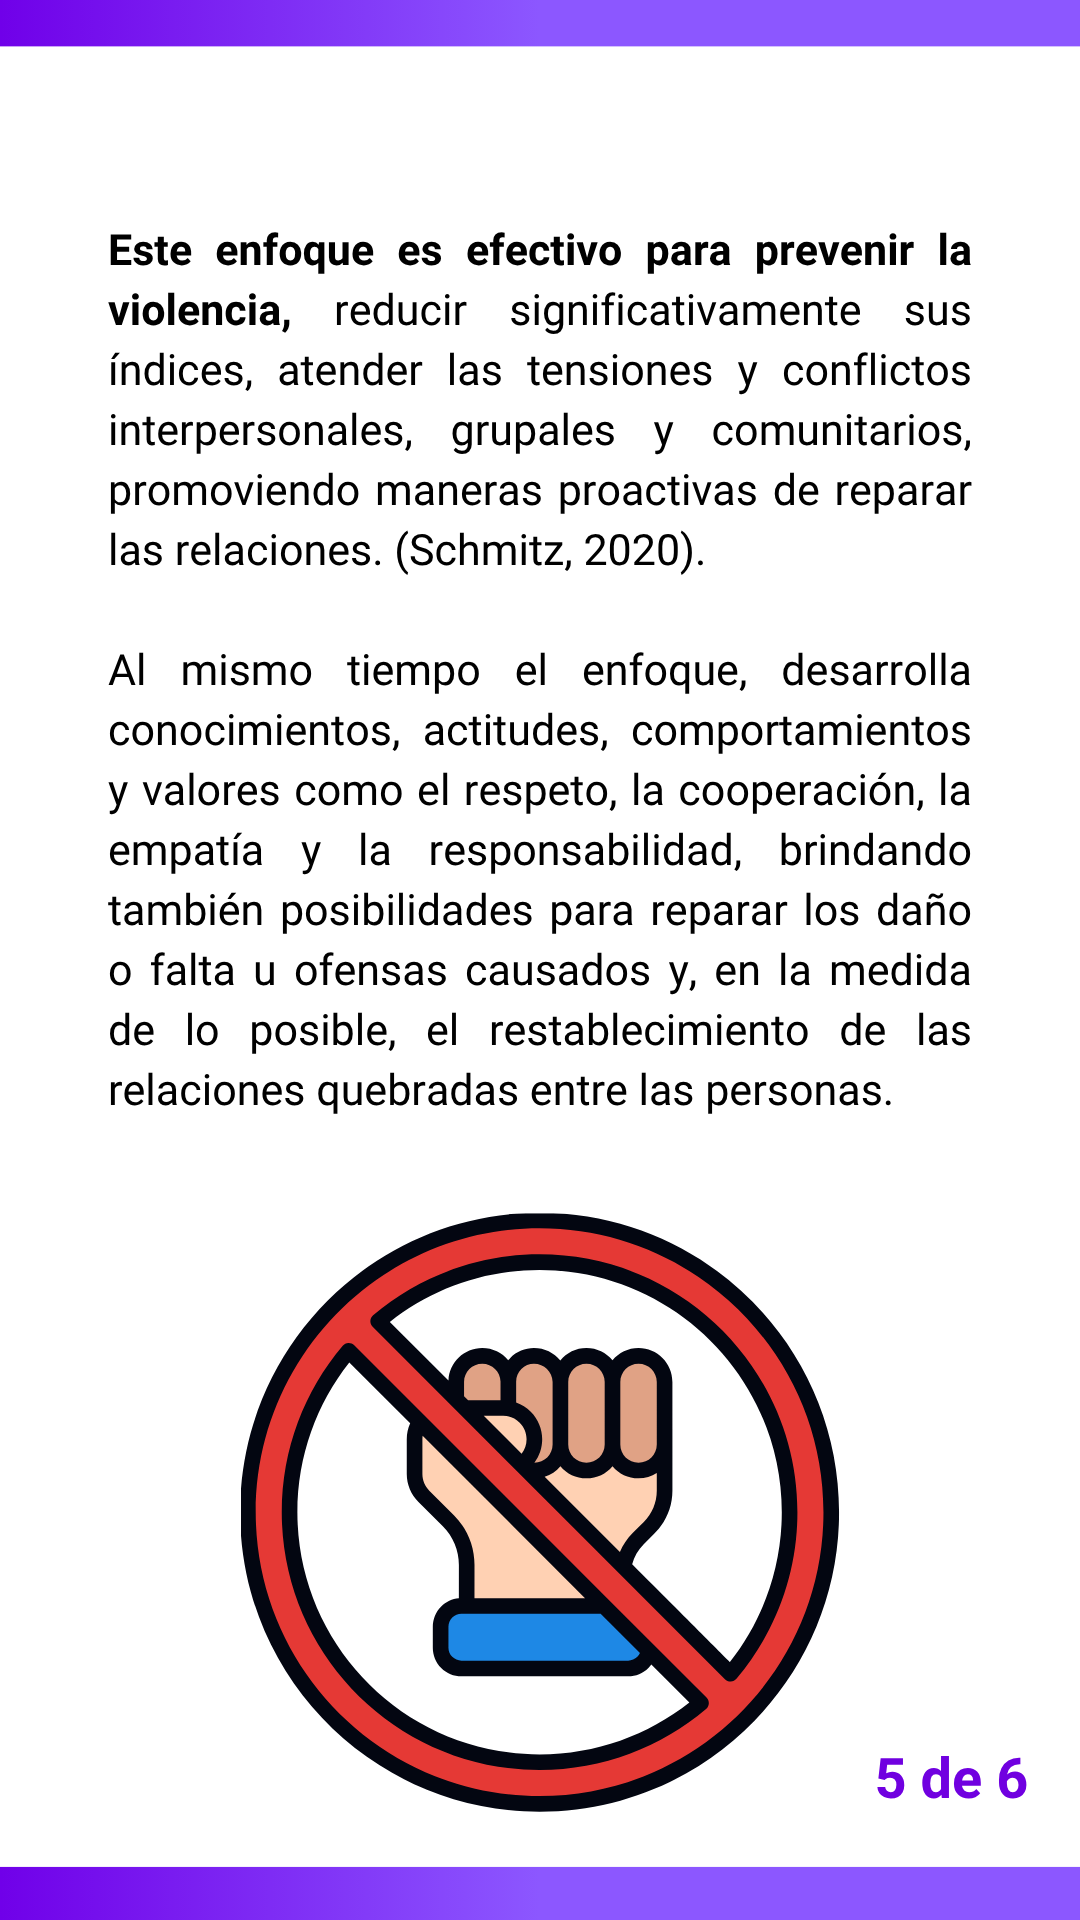 Este enfoque es efectivo para prevenir la
violencia, reducir significativamente sus
índices, atender las tensiones y conflictos
interpersonales, grupales y comunitarios,
promoviendo maneras proactivas de reparar
las relaciones. (Schmitz, 2020).
Al mismo tiempo el enfoque, desarrolla
conocimientos, actitudes, comportamientos
y valores como el respeto, la cooperación, la
empatía y la responsabilidad, brindando
también posibilidades para reparar los daño
o falta u ofensas causados y, en la medida
de lo posible, el restablecimiento de las
relaciones quebradas entre las personas.
5 de 6